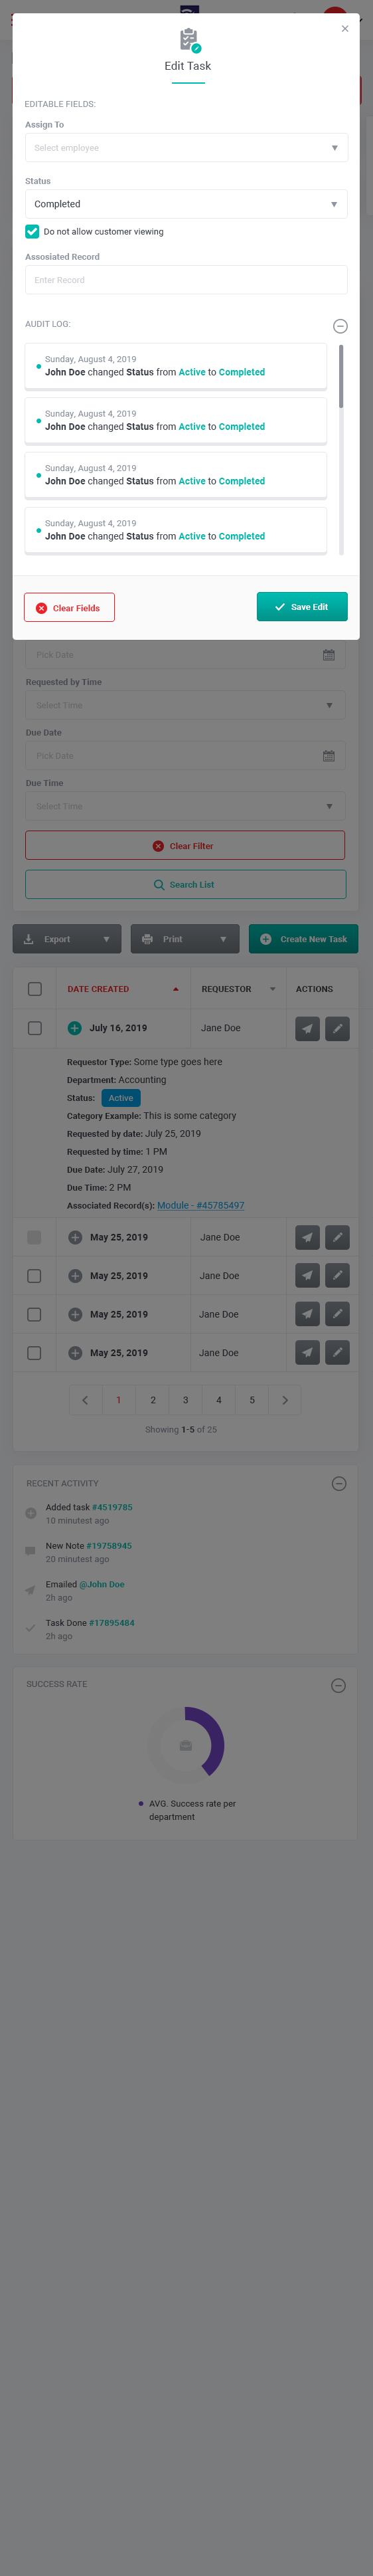 Edit Task
EDITABLE FIELDS:
Assign To
Select employee
Status
Completed
Do not allow customer viewing
Assosiated Record
Enter Record
AUDIT LOG:
Sunday, August 4, 2019
John Doe changed Status from Active to Completed
Sunday, August 4, 2019
John Doe changed Status from Active to Completed
Sunday, August 4, 2019
John Doe changed Status from Active to Completed
Sunday, August 4, 2019
John Doe changed Status from Active to Completed
Clear Fields
Save Edit
Pick Date
Requested by Time
Select Time
Due Date
Pick Date
Due Time
Select Time
Clear Filter
Search List
Export
Print
Create New Task
DATE CREATED
REQUESTOR
ACTIONS
July 16, 2019
Jane Doe
Requestor Type: Some type goes here
Department: Accounting
Status: Active
Category Example: This is some category
Requested by date: July 25, 2019
Requested by time: 1 PM
Due Date: July 27, 2019
Due Time: 2 PM
Associated Record(s): Module - #45785497
May 25, 2019
Jane Doe
May 25, 2019
Jane Doe
May 25, 2019
Jane Doe
May 25, 2019
Jane Doe
1 2 3 4 5
Showing 1-5 of 25
RECENT ACTIVITY
Added task #4519785
10 minutest ago
New Note #19758945
20 minutest ago
Emailed @John Doe
2h ago
Task Done #17895484
2h ago
SUCCESS RATE
AVG. Success rate per
department